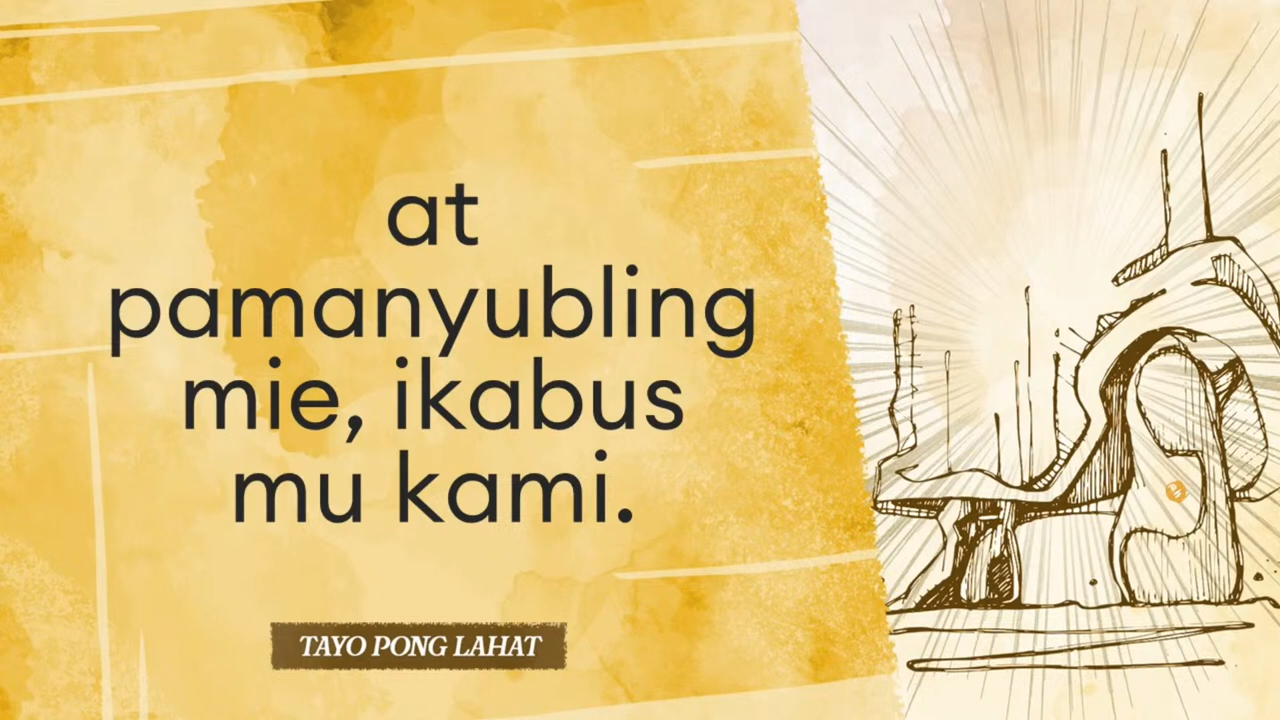 at
pamanyubling
mie, ikabus
mu kami.
TAYO PONG LAHAT